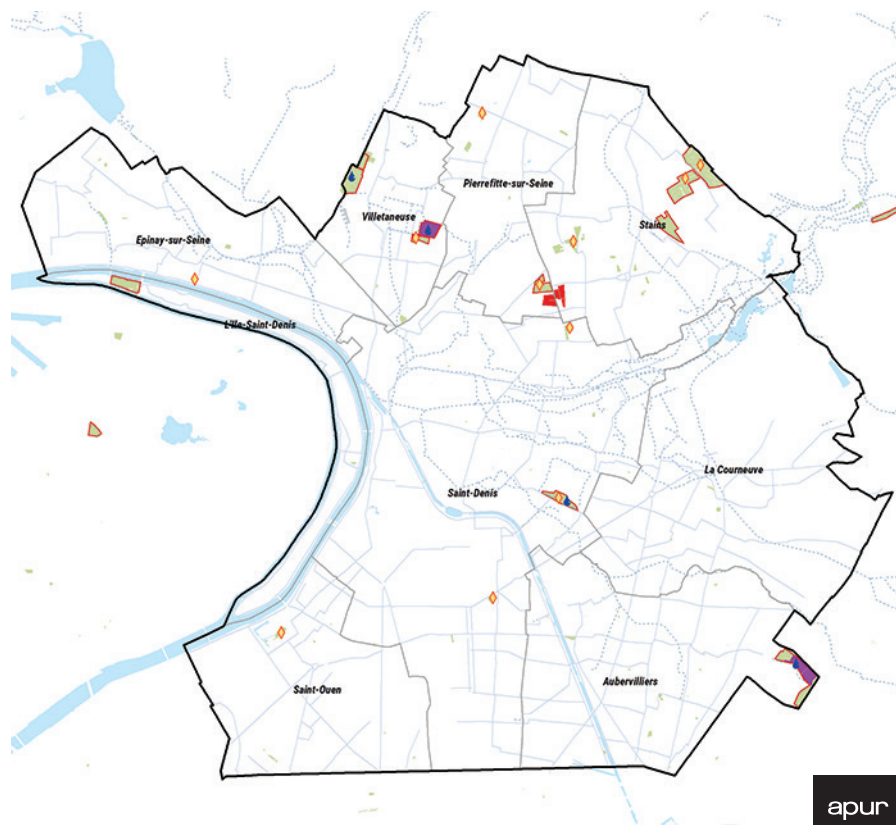 Pierrefitte-sur-Seine
Villetaneuse
Stains
Epinay-sur-Seine
L'Ile-Saint-Denis
La Courneuve
Saint-Denis
Aubervilliers
Saint-Ouen
apur